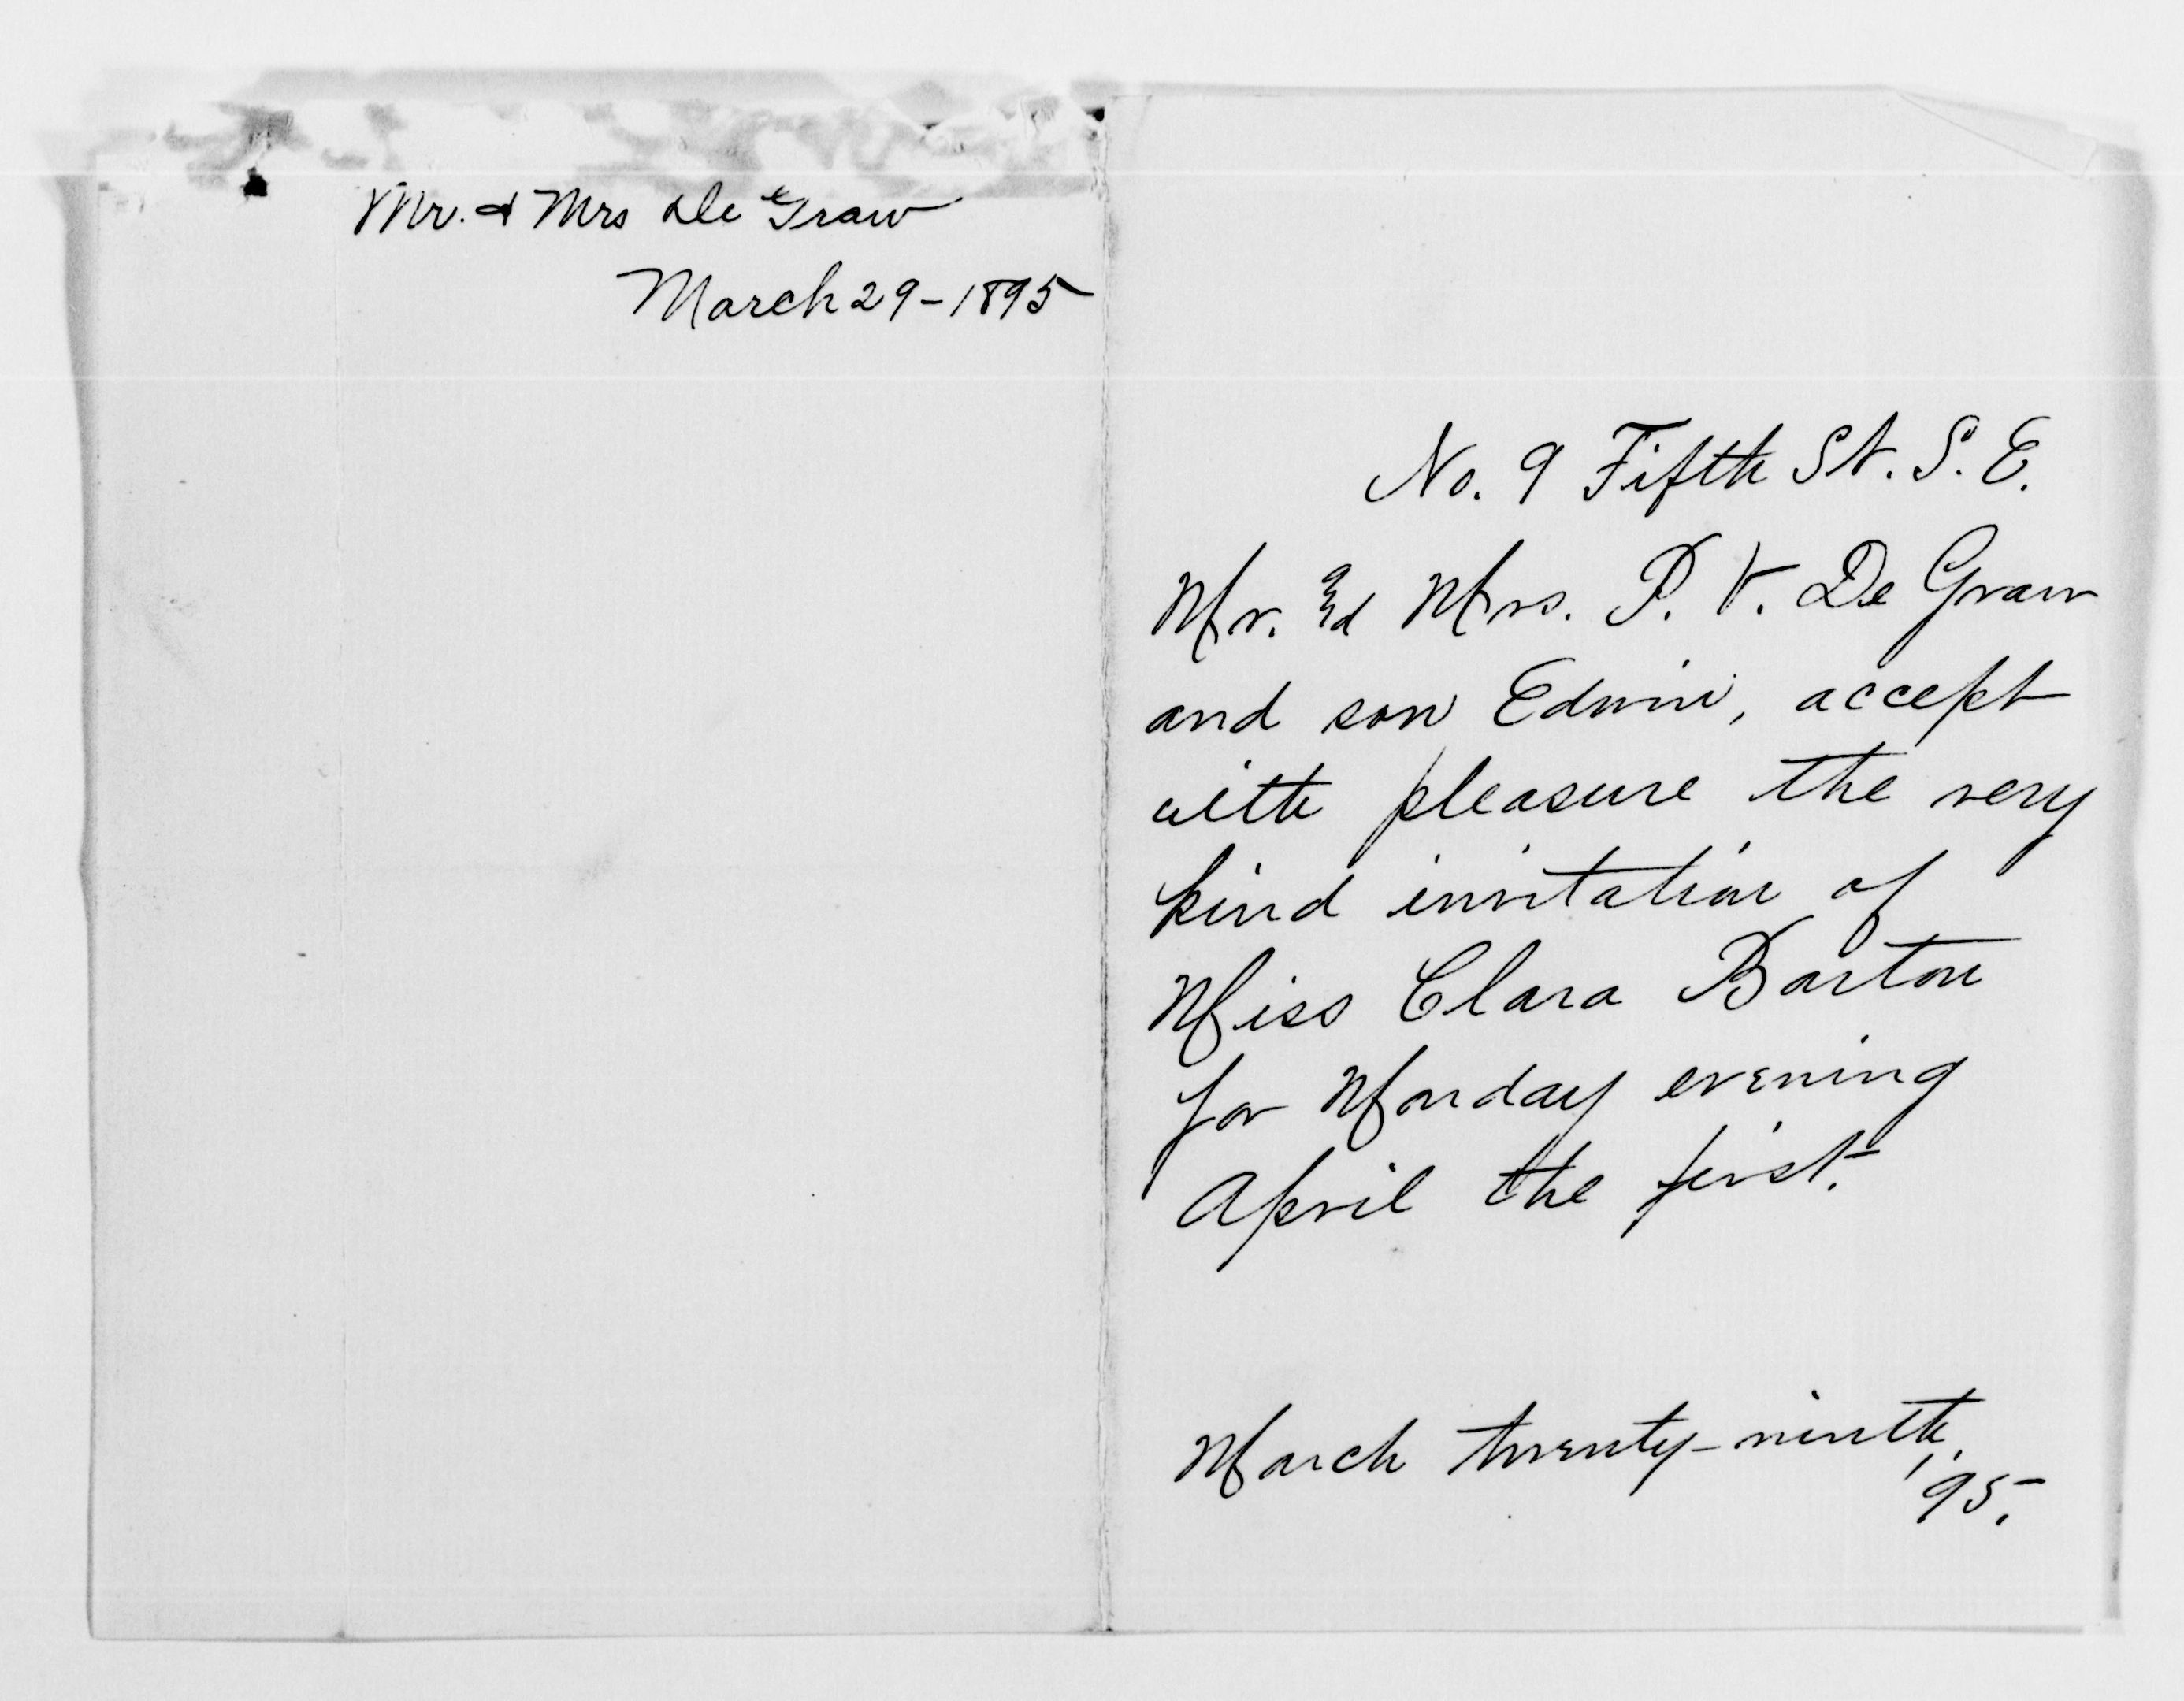 Mr. & Mrs De Graw
March 29-1895
No. 9 Fifth St. S. E.
Mr. & Mrs. P. V. De Graw
and son Edwin, accept
with pleasure the very
kind invitation of
Miss Clara Barton
for Monday evening
April the first.
March twenty-ninth,
'95.